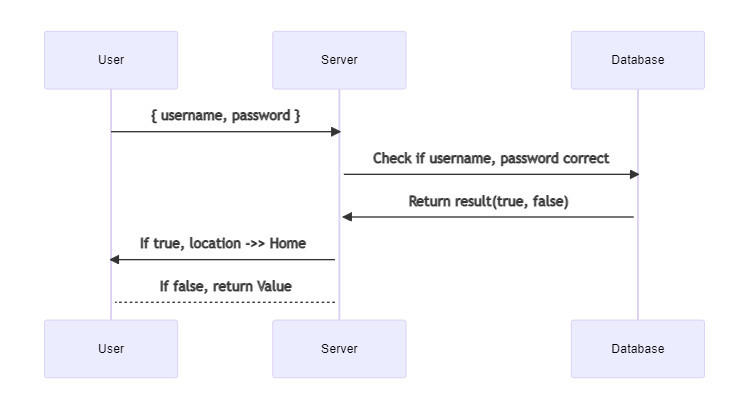 User
Server
Database
{ username, password }
Check if username, password correct
Return result(true, false)
If true, location ->> Home
If false, return Value
User
Server
Database